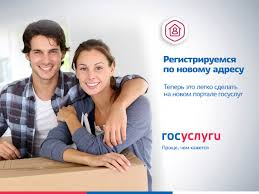 Регистрируемся
по новому адресу
Теперь это легко сделать
на новом портале госуслуг
госуслуги
Проще, чем кажется